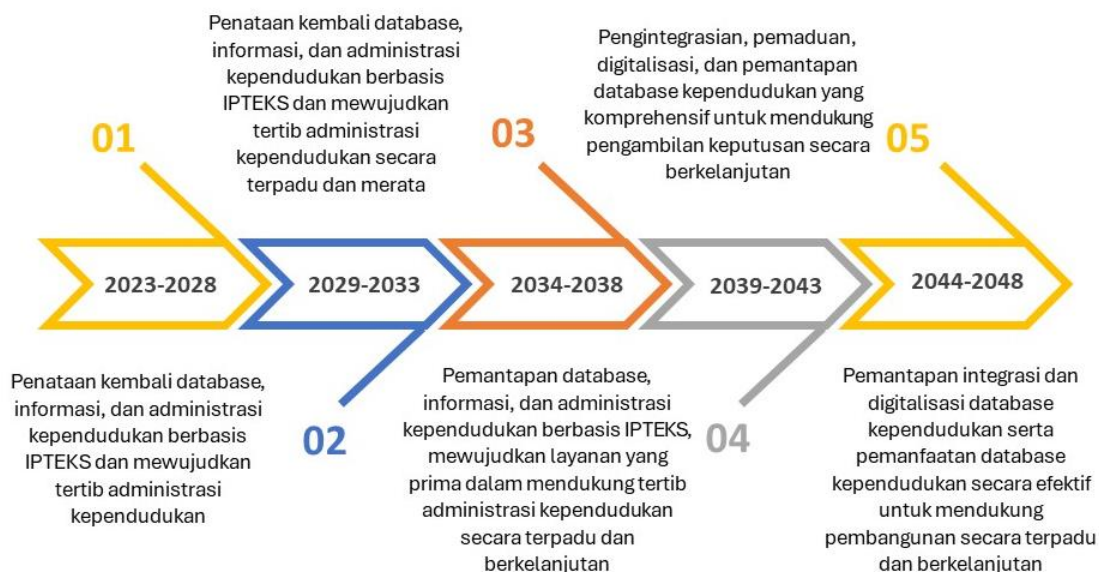 01
2023-2028
Penataan kembali database,
informasi, dan administrasi
kependudukan berbasis
IPTEKS dan mewujudkan
tertib administrasi
kependudukan
Penataan kembali database,
informasi, dan administrasi
kependudukan berbasis
IPTEKS dan mewujudkan
tertib administrasi
kependudukan secara
terpadu dan merata
2029-2033
02
03
2034-2038
Pemantapan database,
informasi, dan administrasi
kependudukan berbasis IPTEKS,
mewujudkan layanan yang
prima dalam mendukung tertib
administrasi kependudukan
secara terpadu dan
berkelanjutan
Pengintegrasian, pemaduan,
digitalisasi, dan pemantapan
database kependudukan yang
komprehensif untuk mendukung
pengambilan keputusan secara
berkelanjutan
2039-2043
04
05
2044-2048
Pemantapan integrasi dan
digitalisasi database
kependudukan serta
pemanfaatan database
kependudukan secara efektif
untuk mendukung
pembangunan secara terpadu
dan berkelanjutan